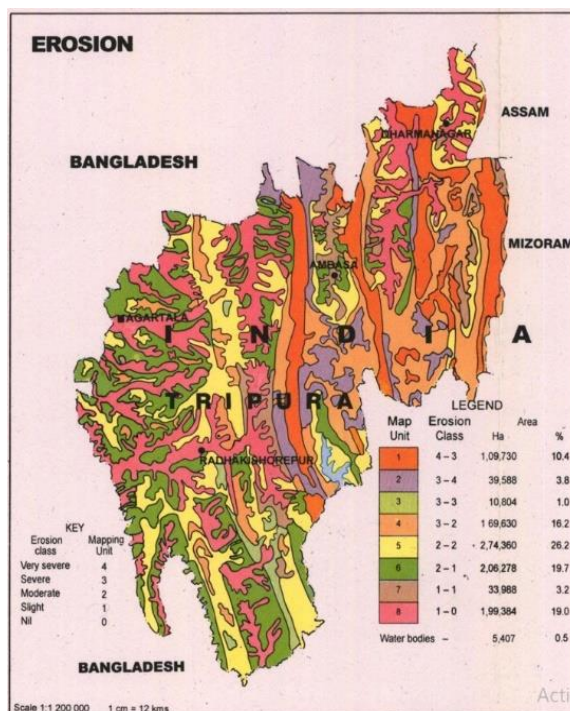 EROSION
ASSAM
DHARMANAGAR
BANGLADESH
MIZORAM
AMBASA
AGARTALA
I N D I A
TRIPURA
RADHAKISHOREPUR
LEGEND
Map Unit Erosion Class Area
Ha %
1 4-3 1,09,730 10.4
2 3-4 39,588 3.8
3 3-3 10,804 1.0
4 3-2 1 69,630 16.2
5 2-2 2,74,360 26.2
6 2-1 2,06,278 19.7
7 1-1 33,988 3.2
8 1-0 1,99,384 19.0
Water bodies - 5,407 0.5
KEY
Erosion class Mapping Unit
Very severe 4
Severe 3
Moderate 2
Slight 1
Nil 0
BANGLADESH
Scale 1:1 200 000 1 cm = 12 kms
Acti